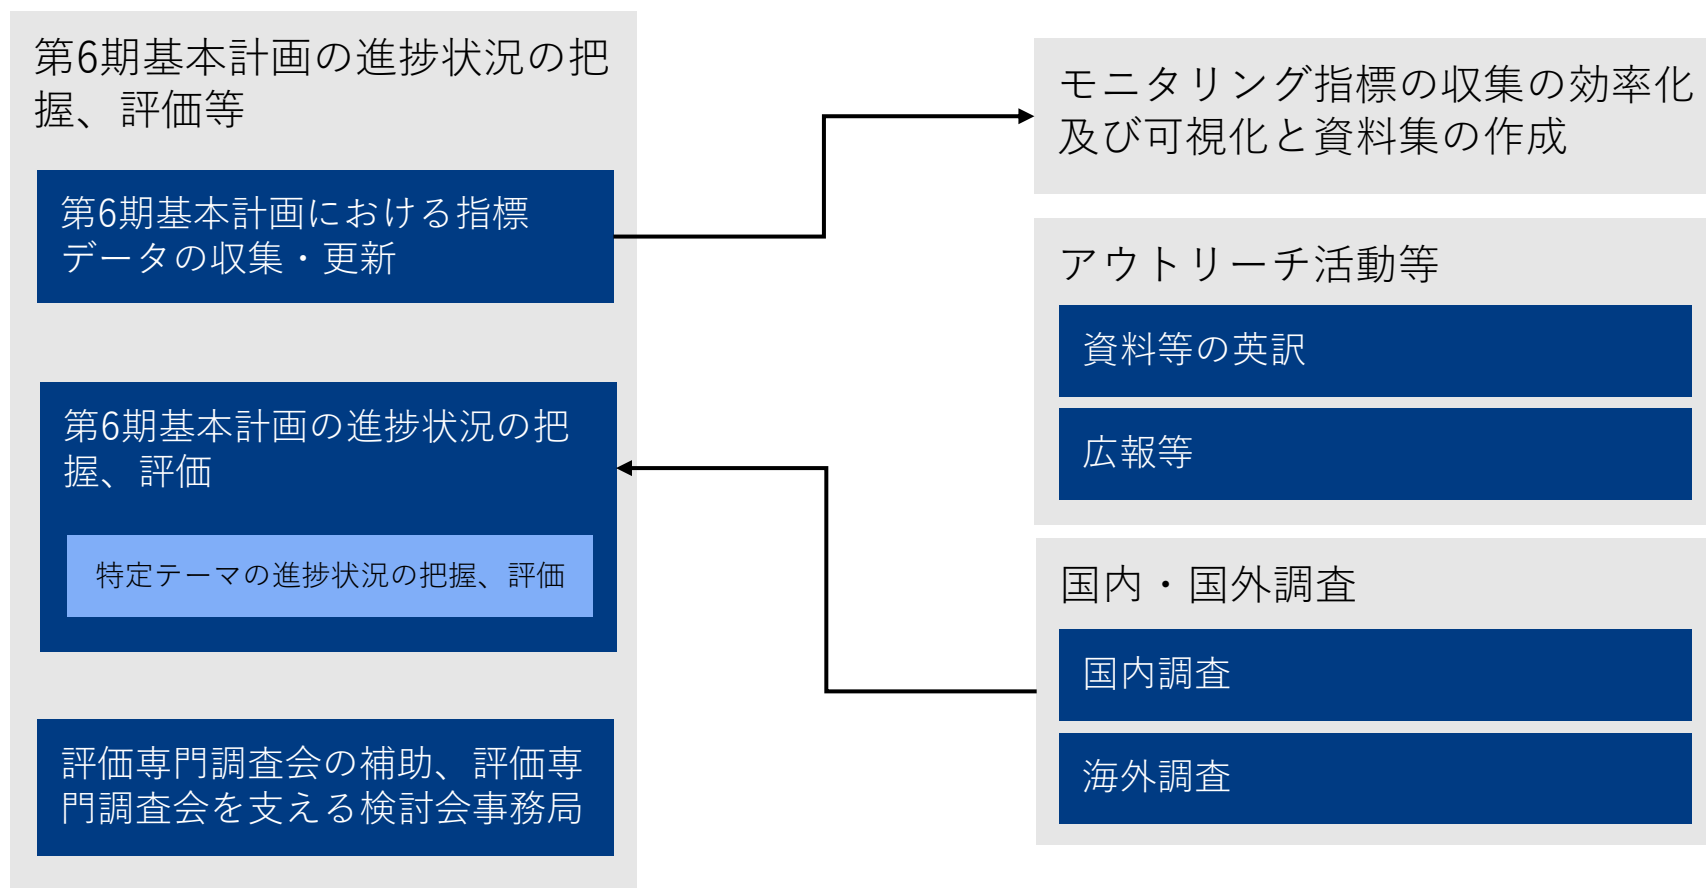 第6期基本計画の進捗状況の把
握、評価等
第6期基本計画における指標
データの収集・更新
第6期基本計画の進捗状況の把
握、評価
特定テーマの進捗状況の把握、評価
評価専門調査会の補助、評価専
門調査会を支える検討会事務局
モニタリング指標の収集の効率化
及び可視化と資料集の作成
アウトリーチ活動等
資料等の英訳
広報等
国内・国外調査
国内調査
海外調査